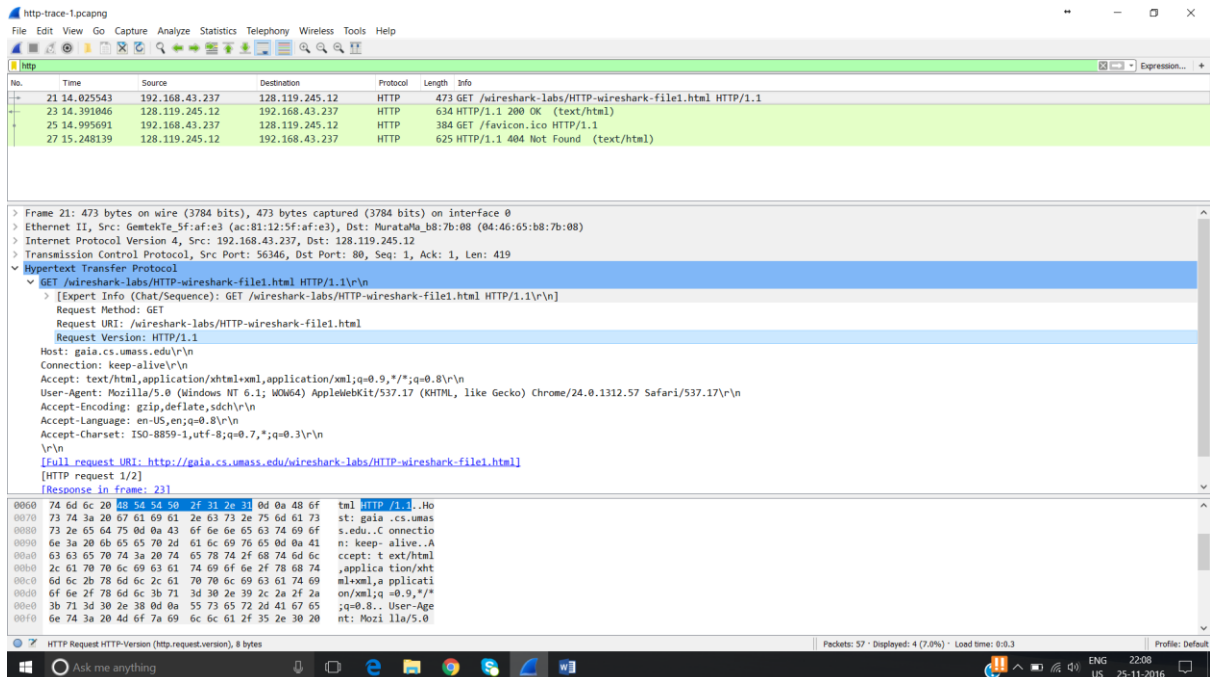 http-trace-1.pcapng
File Edit View Go Capture Analyze Statistics Telephony Wireless Tools Help
http
Expression... +
No. Time Source Destination Protocol Length Info
21 14.025543 192.168.43.237 128.119.245.12 HTTP 473 GET /wireshark-labs/HTTP-wireshark-file1.html HTTP/1.1
23 14.391046 128.119.245.12 192.168.43.237 HTTP 634 HTTP/1.1 200 OK (text/html)
25 14.995691 192.168.43.237 128.119.245.12 HTTP 384 GET /favicon.ico HTTP/1.1
27 15.248139 128.119.245.12 192.168.43.237 HTTP 625 HTTP/1.1 404 Not Found (text/html)
> Frame 21: 473 bytes on wire (3784 bits), 473 bytes captured (3784 bits) on interface 0
> Ethernet II, Src: GemtekTe_5f:af:e3 (ac:81:12:5f:af:e3), Dst: MurataMa_b8:7b:08 (04:46:65:b8:7b:08)
> Internet Protocol Version 4, Src: 192.168.43.237, Dst: 128.119.245.12
> Transmission Control Protocol, Src Port: 56346, Dst Port: 80, Seq: 1, Ack: 1, Len: 419
Hypertext Transfer Protocol
GET /wireshark-labs/HTTP-wireshark-file1.html HTTP/1.1\r\n
> [Expert Info (Chat/Sequence): GET /wireshark-labs/HTTP-wireshark-file1.html HTTP/1.1\r\n]
Request Method: GET
Request URI: /wireshark-labs/HTTP-wireshark-file1.html
Request Version: HTTP/1.1
Host: gaia.cs.umass.edu\r\n
Connection: keep-alive\r\n
Accept: text/html,application/xhtml+xml,application/xml;q=0.9,*/*;q=0.8\r\n
User-Agent: Mozilla/5.0 (Windows NT 6.1; WOW64) AppleWebKit/537.17 (KHTML, like Gecko) Chrome/24.0.1312.57 Safari/537.17\r\n
Accept-Encoding: gzip,deflate,sdch\r\n
Accept-Language: en-US,en;q=0.8\r\n
Accept-Charset: ISO-8859-1,utf-8;q=0.7,*;q=0.3\r\n
\r\n
[Full request URI: http://gaia.cs.umass.edu/wireshark-labs/HTTP-wireshark-file1.html]
[HTTP request 1/2]
[Response in frame: 23]
0060 74 6d 6c 20 48 54 54 50 2f 31 2e 31 0d 0a 48 6f tml HTTP /1.1..Ho
0070 73 74 3a 20 67 61 69 61 2e 63 73 2e 75 6d 61 73 st: gaia .cs.umas
0080 73 2e 65 64 75 0d 0a 43 6f 6e 6e 65 63 74 69 6f s.edu..C onnectio
0090 6e 3a 20 6b 65 65 70 2d 61 6c 69 76 65 0d 0a 41 n: keep- alive..A
00a0 63 63 65 70 74 3a 20 74 65 78 74 2f 68 74 6d 6c ccept: t ext/html
00b0 2c 61 70 70 6c 69 63 61 74 69 6f 6e 2f 78 68 74 ,applica tion/xht
00c0 6d 6c 2b 78 6d 6c 2c 61 70 70 6c 69 63 61 74 69 ml+xml,a pplicati
00d0 6f 6e 2f 78 6d 6c 3b 71 3d 30 2e 39 2c 2a 2f 2a on/xml;q =0.9,*/*
00e0 3b 71 3d 30 2e 38 0d 0a 55 73 65 72 2d 41 67 65 ;q=0.8.. User-Age
00f0 6e 74 3a 20 4d 6f 7a 69 6c 6c 61 2f 35 2e 30 20 nt: Mozi lla/5.0
HTTP Request HTTP-Version (http.request.version), 8 bytes
Packets: 57 · Displayed: 4 (7.0%) · Load time: 0:0.3
Profile: Default
Ask me anything
ENG 22:08
US 25-11-2016